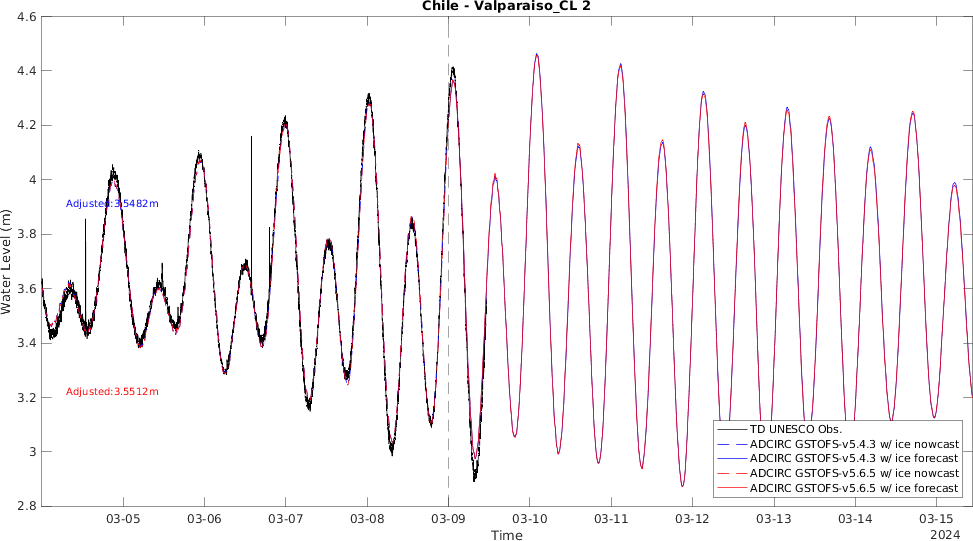 Chile - Valparaiso_CL 2
4.6
4.4
4.2
4
3.8
3.6
3.4
3.2
3
2.8
Water Level (m)
Adjusted:3.5482m
Adjusted:3.5512m
TD UNESCO Obs.
ADCIRC GSTOFS-v5.4.3 w/ ice nowcast
ADCIRC GSTOFS-v5.4.3 w/ ice forecast
ADCIRC GSTOFS-v5.6.5 w/ ice nowcast
ADCIRC GSTOFS-v5.6.5 w/ ice forecast
03-05 03-06 03-07 03-08 03-09 03-10 03-11 03-12 03-13 03-14 03-15
Time
2024